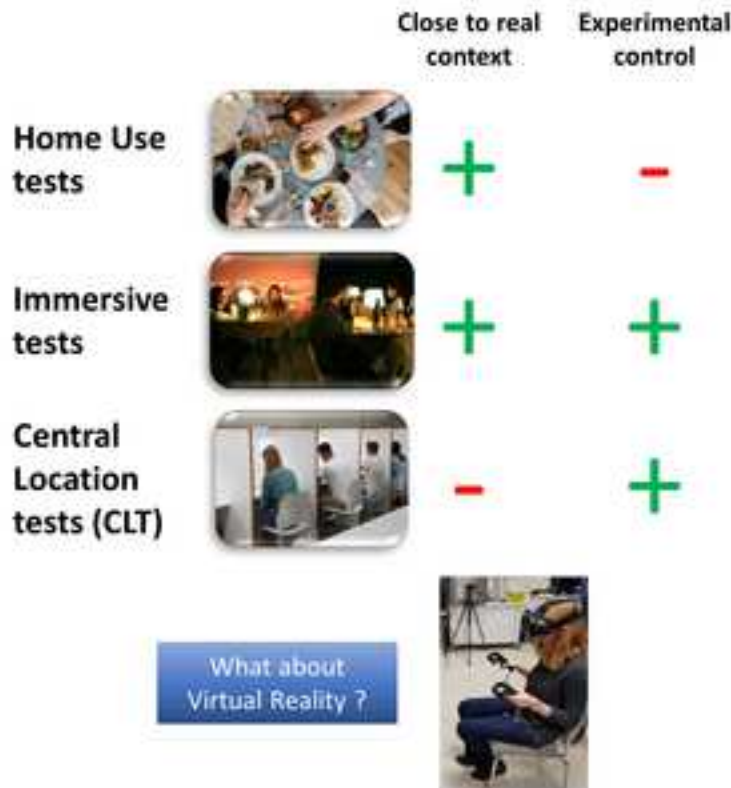 Close to real
context
Experimental
control
Home Use
tests
+
-
Immersive
tests
+
+
Central
Location
tests (CLT)
-
+
What about
Virtual Reality ?